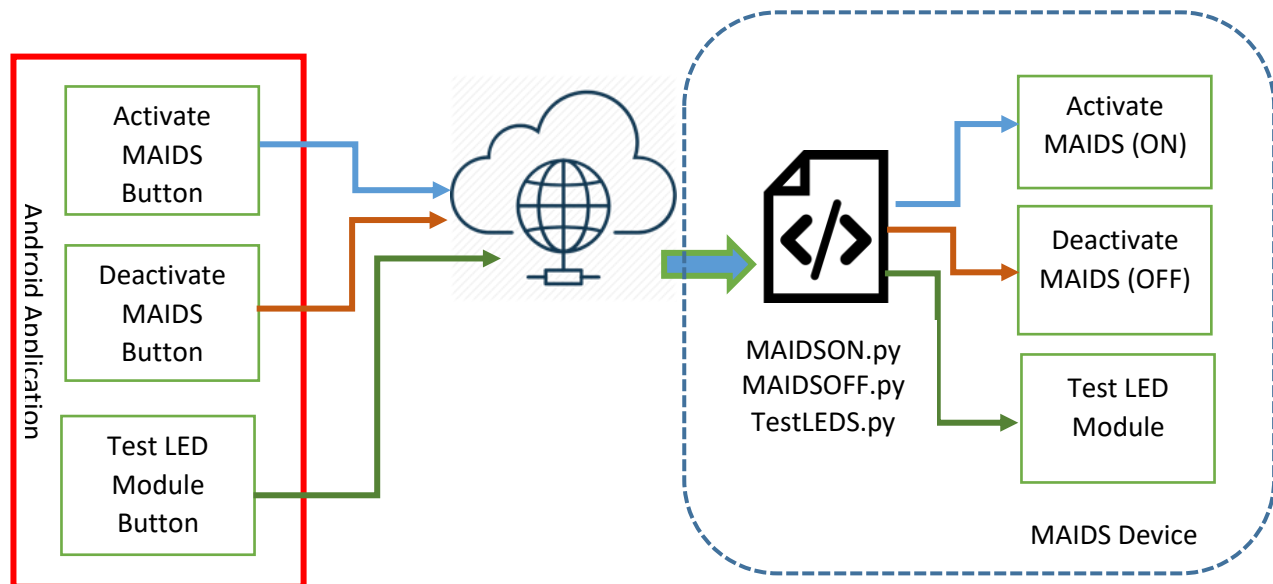 Android Application
Activate
MAIDS
Button
Deactivate
MAIDS
Button
Test LED
Module
Button
</>
MAIDSON.py
MAIDSOFF.py
TestLEDS.py
Activate
MAIDS (ON)
Deactivate
MAIDS (OFF)
Test LED
Module
MAIDS Device